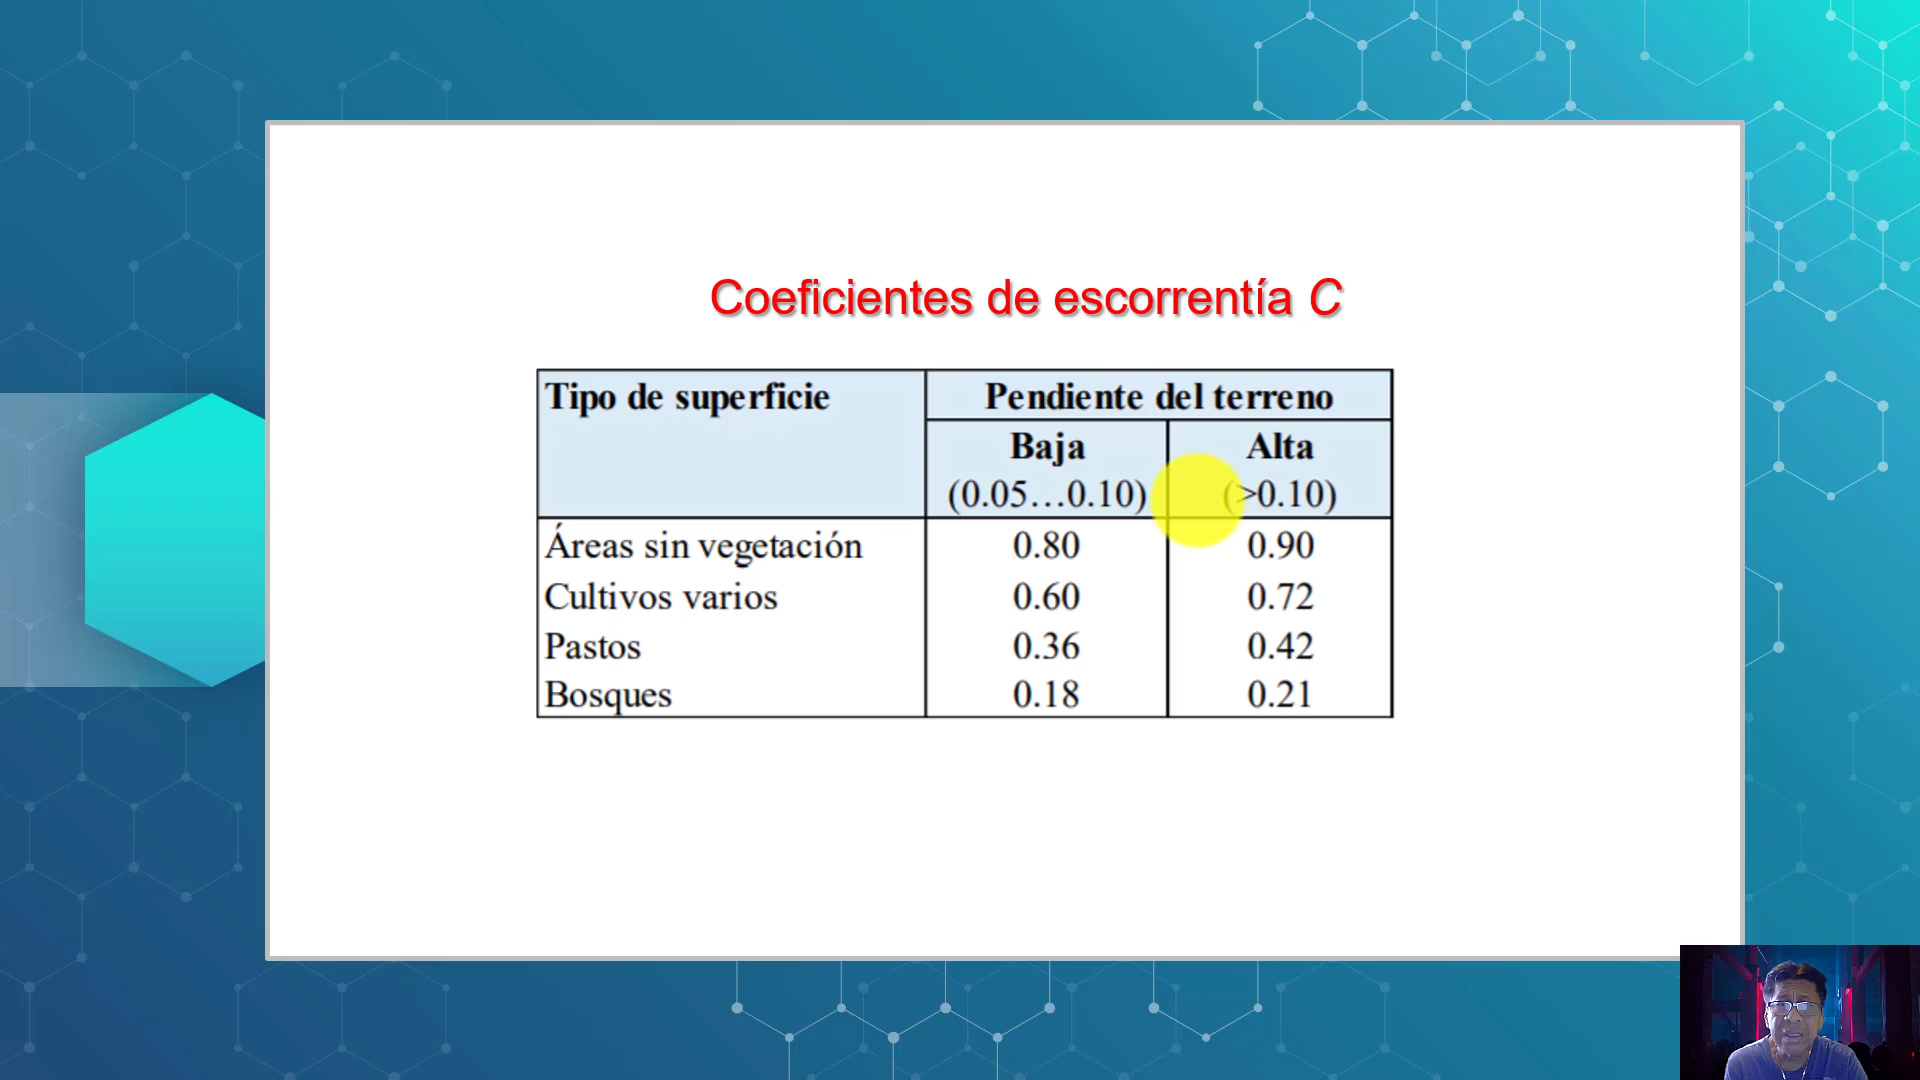 Coeficientes de escorrentía C
Tipo de superficie Pendiente del terreno
Baja Alta
(0.05…0.10) (>0.10)
Áreas sin vegetación 0.80 0.90
Cultivos varios 0.60 0.72
Pastos 0.36 0.42
Bosques 0.18 0.21